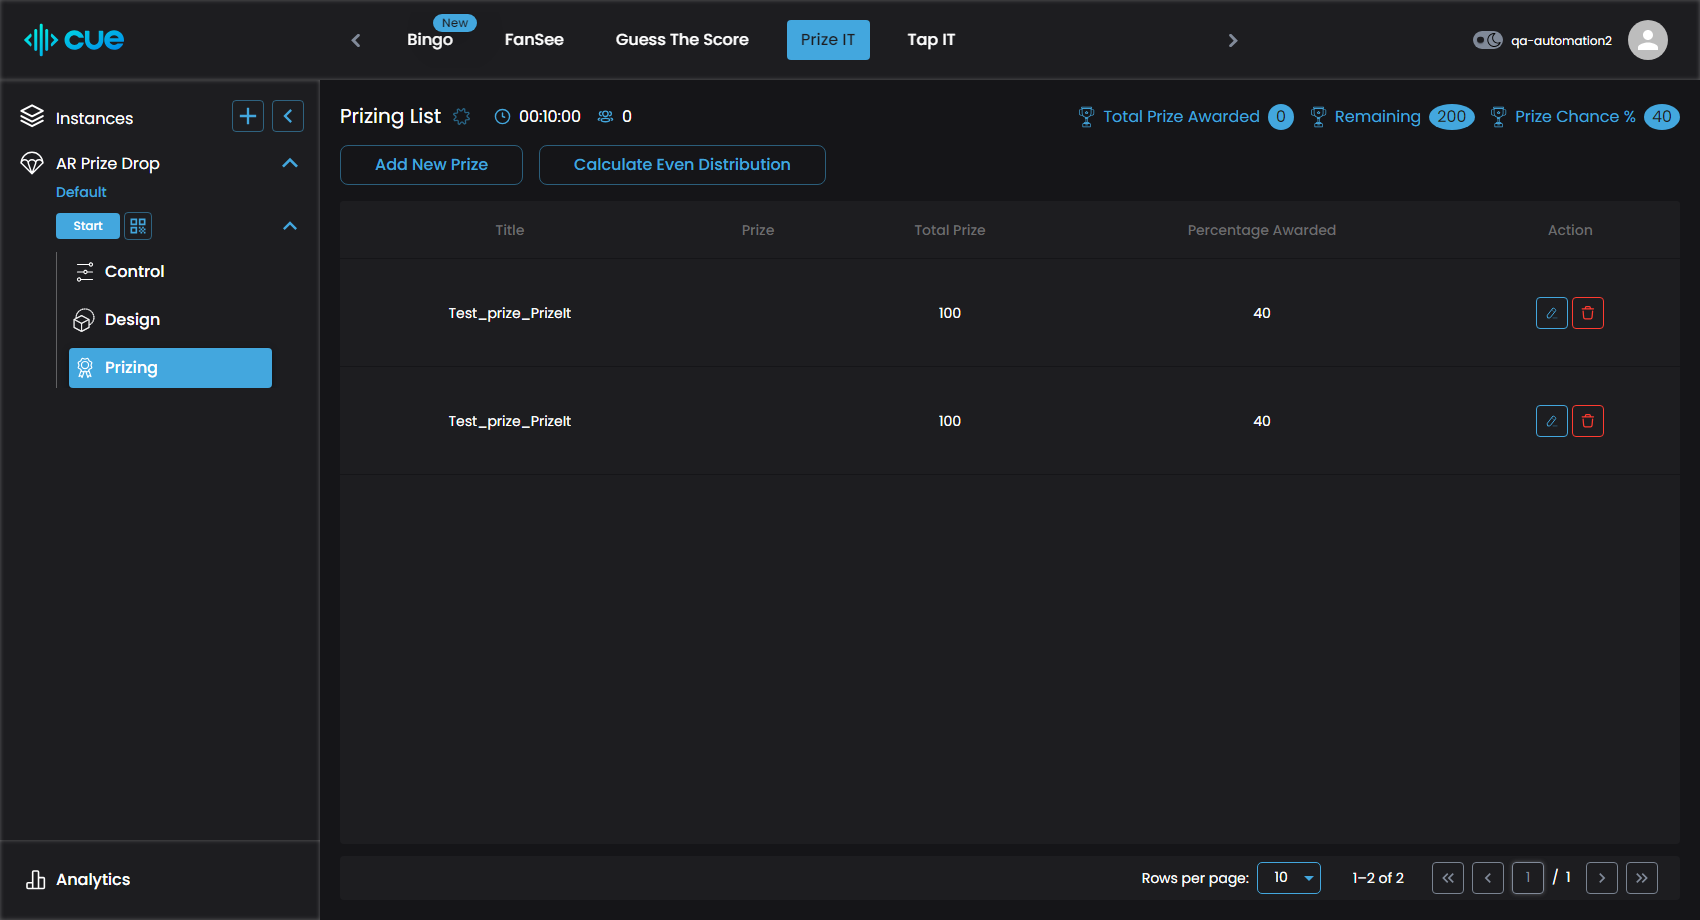 cue
New
Bingo
FanSee
Guess The Score
Prize IT
Tap IT
qa-automation2
Instances
AR Prize Drop
Default
Start
Control
Design
Prizing
Analytics
Prizing List
00:10:00
0
Total Prize Awarded 0
Remaining 200
Prize Chance % 40
Add New Prize
Calculate Even Distribution
Title Prize Total Prize Percentage Awarded Action
Test_prize_PrizeIt 100 40
Test_prize_PrizeIt 100 40
Rows per page: 10 1–2 of 2 1 / 1